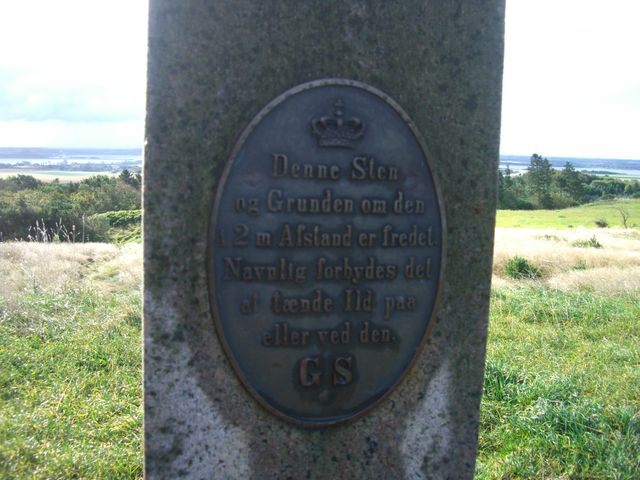 Denne Sten
og Grunden om den
i 2 m Afstand er fredet.
Navnlig forbydes det
at tænde Ild paa
eller ved den.
G S